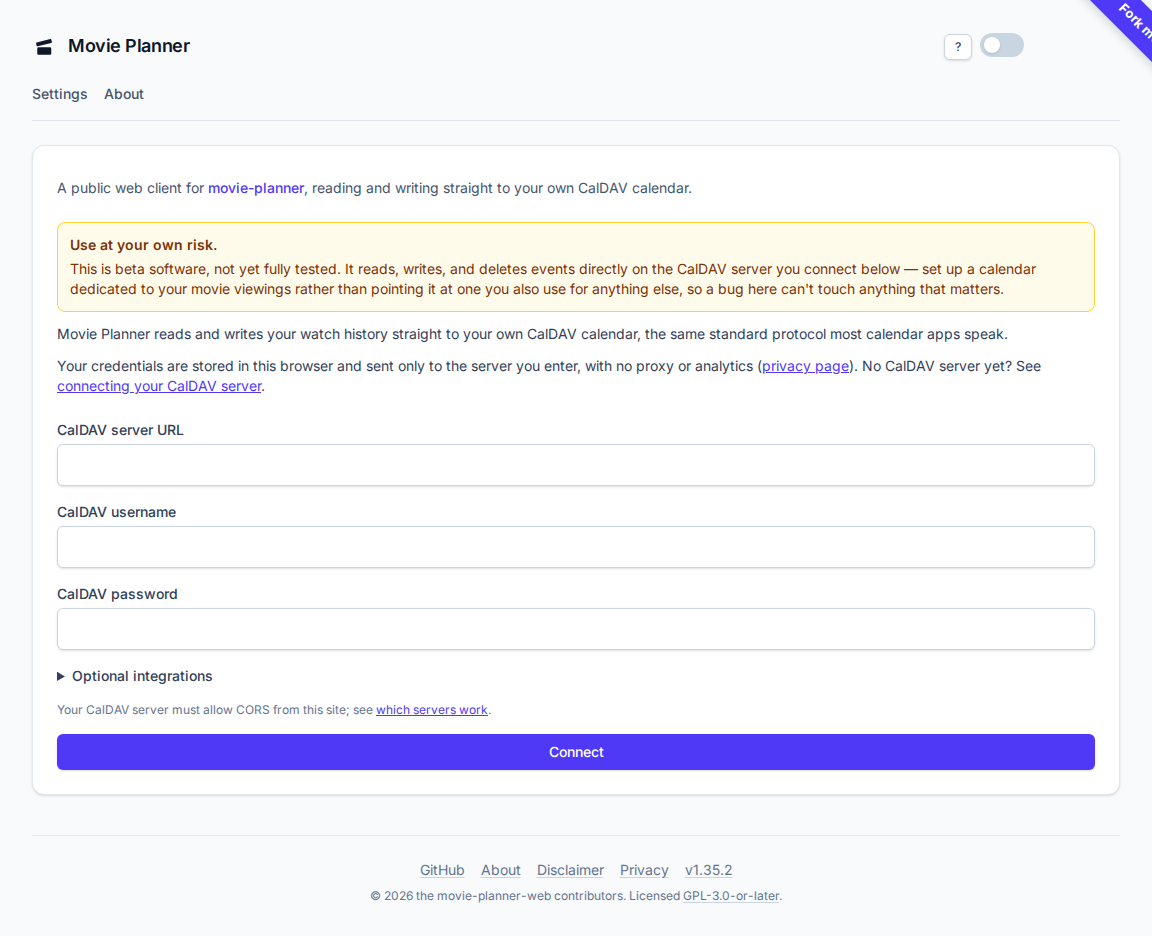 Movie Planner
?
Fork m
Settings About
A public web client for movie-planner, reading and writing straight to your own CalDAV calendar.
Use at your own risk.
This is beta software, not yet fully tested. It reads, writes, and deletes events directly on the CalDAV server you connect below — set up a calendar
dedicated to your movie viewings rather than pointing it at one you also use for anything else, so a bug here can't touch anything that matters.
Movie Planner reads and writes your watch history straight to your own CalDAV calendar, the same standard protocol most calendar apps speak.
Your credentials are stored in this browser and sent only to the server you enter, with no proxy or analytics (privacy page). No CalDAV server yet? See
connecting your CalDAV server.
CalDAV server URL
CalDAV username
CalDAV password
Optional integrations
Your CalDAV server must allow CORS from this site; see which servers work.
Connect
GitHub About Disclaimer Privacy v1.35.2
© 2026 the movie-planner-web contributors. Licensed GPL-3.0-or-later.